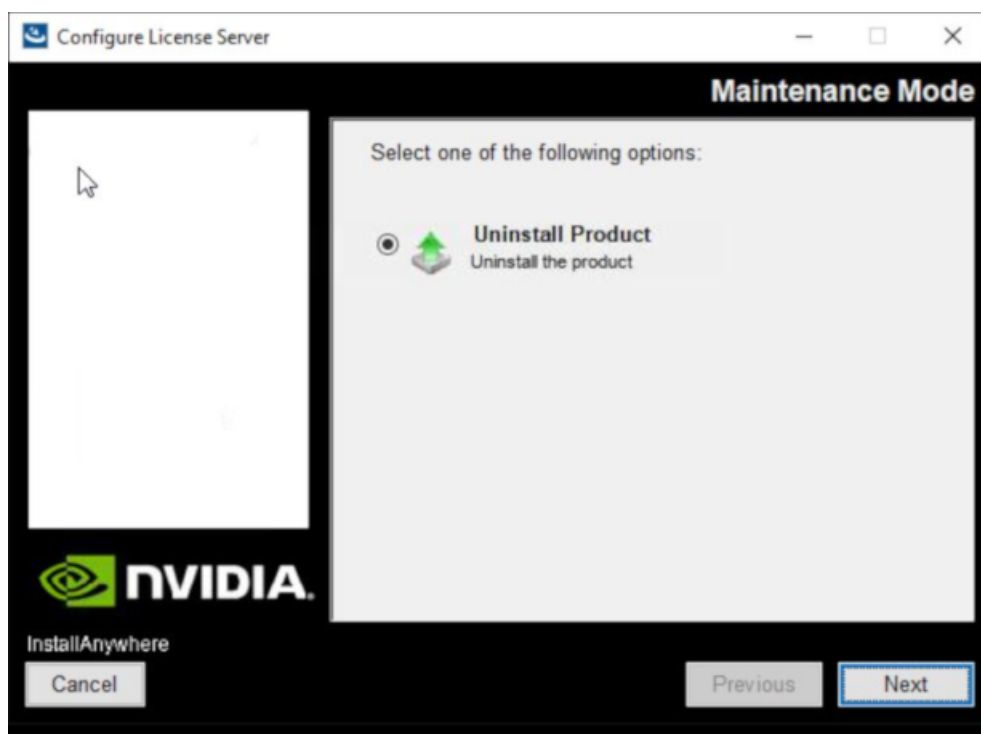 Configure License Server
Maintenance Mode
Select one of the following options:
Uninstall Product
Uninstall the product
NVIDIA.
InstallAnywhere
Cancel
Previous
Next